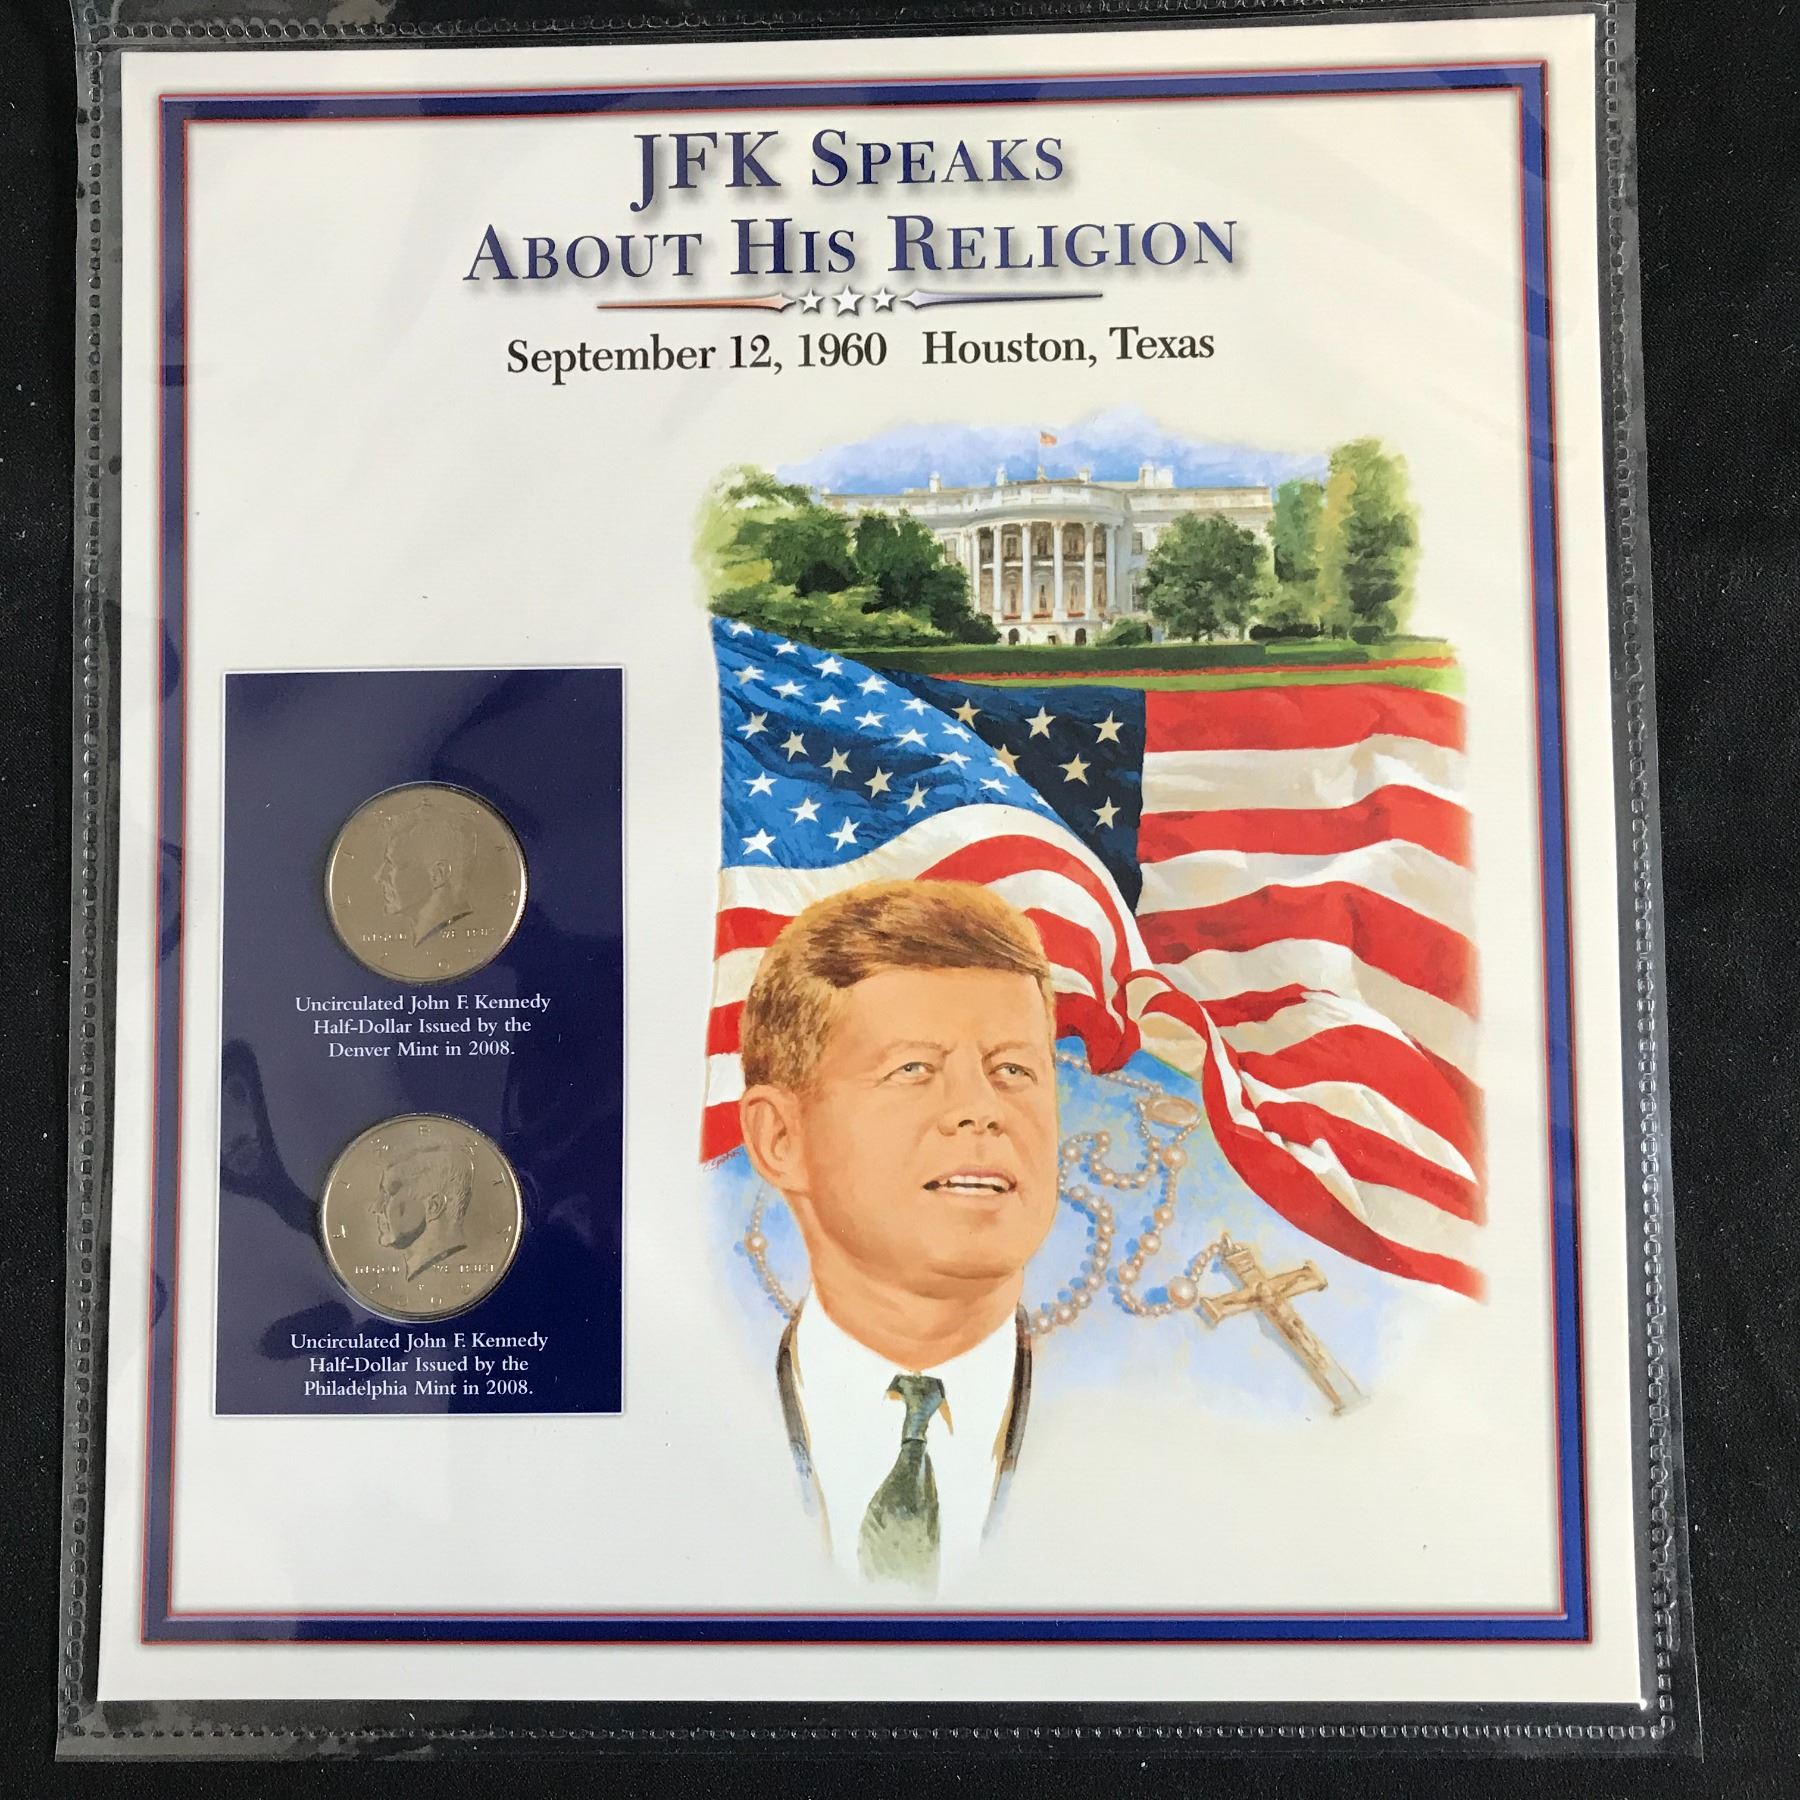 JFK SPEAKS
ABOUT HIS RELIGION
September 12, 1960 Houston, Texas
Uncirculated John F. Kennedy
Half-Dollar Issued by the
Denver Mint in 2008.
Uncirculated John F. Kennedy
Half-Dollar Issued by the
Philadelphia Mint in 2008.